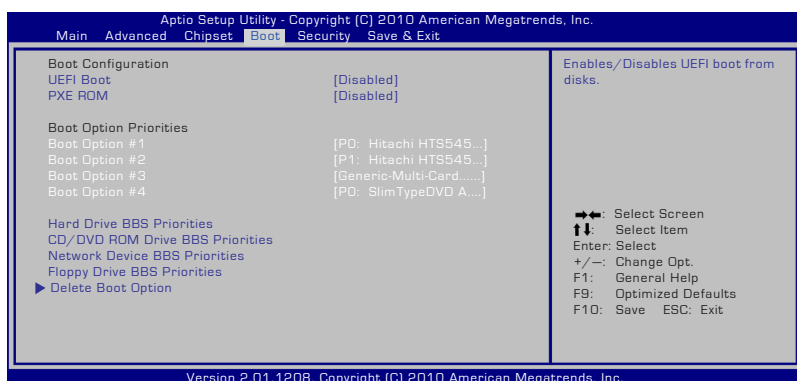 Aptio Setup Utility - Copyright (C) 2010 American Megatrends, Inc.
Main Advanced Chipset Boot Security Save & Exit
Boot Configuration
UEFI Boot [Disabled]
PXE ROM [Disabled]
Boot Option Priorities
Boot Option #1 [P0: Hitachi HTS545...]
Boot Option #2 [P1: Hitachi HTS545...]
Boot Option #3 [Generic-Multi-Card......]
Boot Option #4 [P0: SlimTypeDVD A....]
Hard Drive BBS Priorities
CD/DVD ROM Drive BBS Priorities
Network Device BBS Priorities
Floppy Drive BBS Priorities
Delete Boot Option
Enables/Disables UEFI boot from
disks.
➡⬅: Select Screen
⬆⬇: Select Item
Enter: Select
+/—: Change Opt.
F1: General Help
F9: Optimized Defaults
F10: Save ESC: Exit
Version 2.01.1208. Copyright (C) 2010 American Megatrends, Inc.